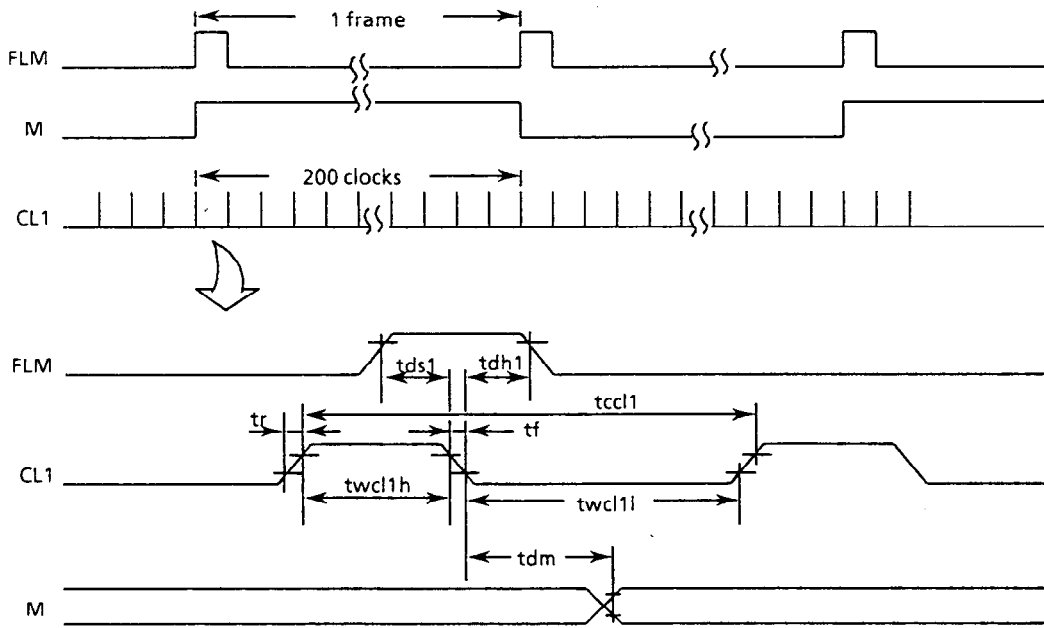 1 frame
FLM
M
200 clocks
CL1
FLM
tds1
tdh1
tccl1
tr
tf
CL1
twcl1h
twcl1l
tdm
M